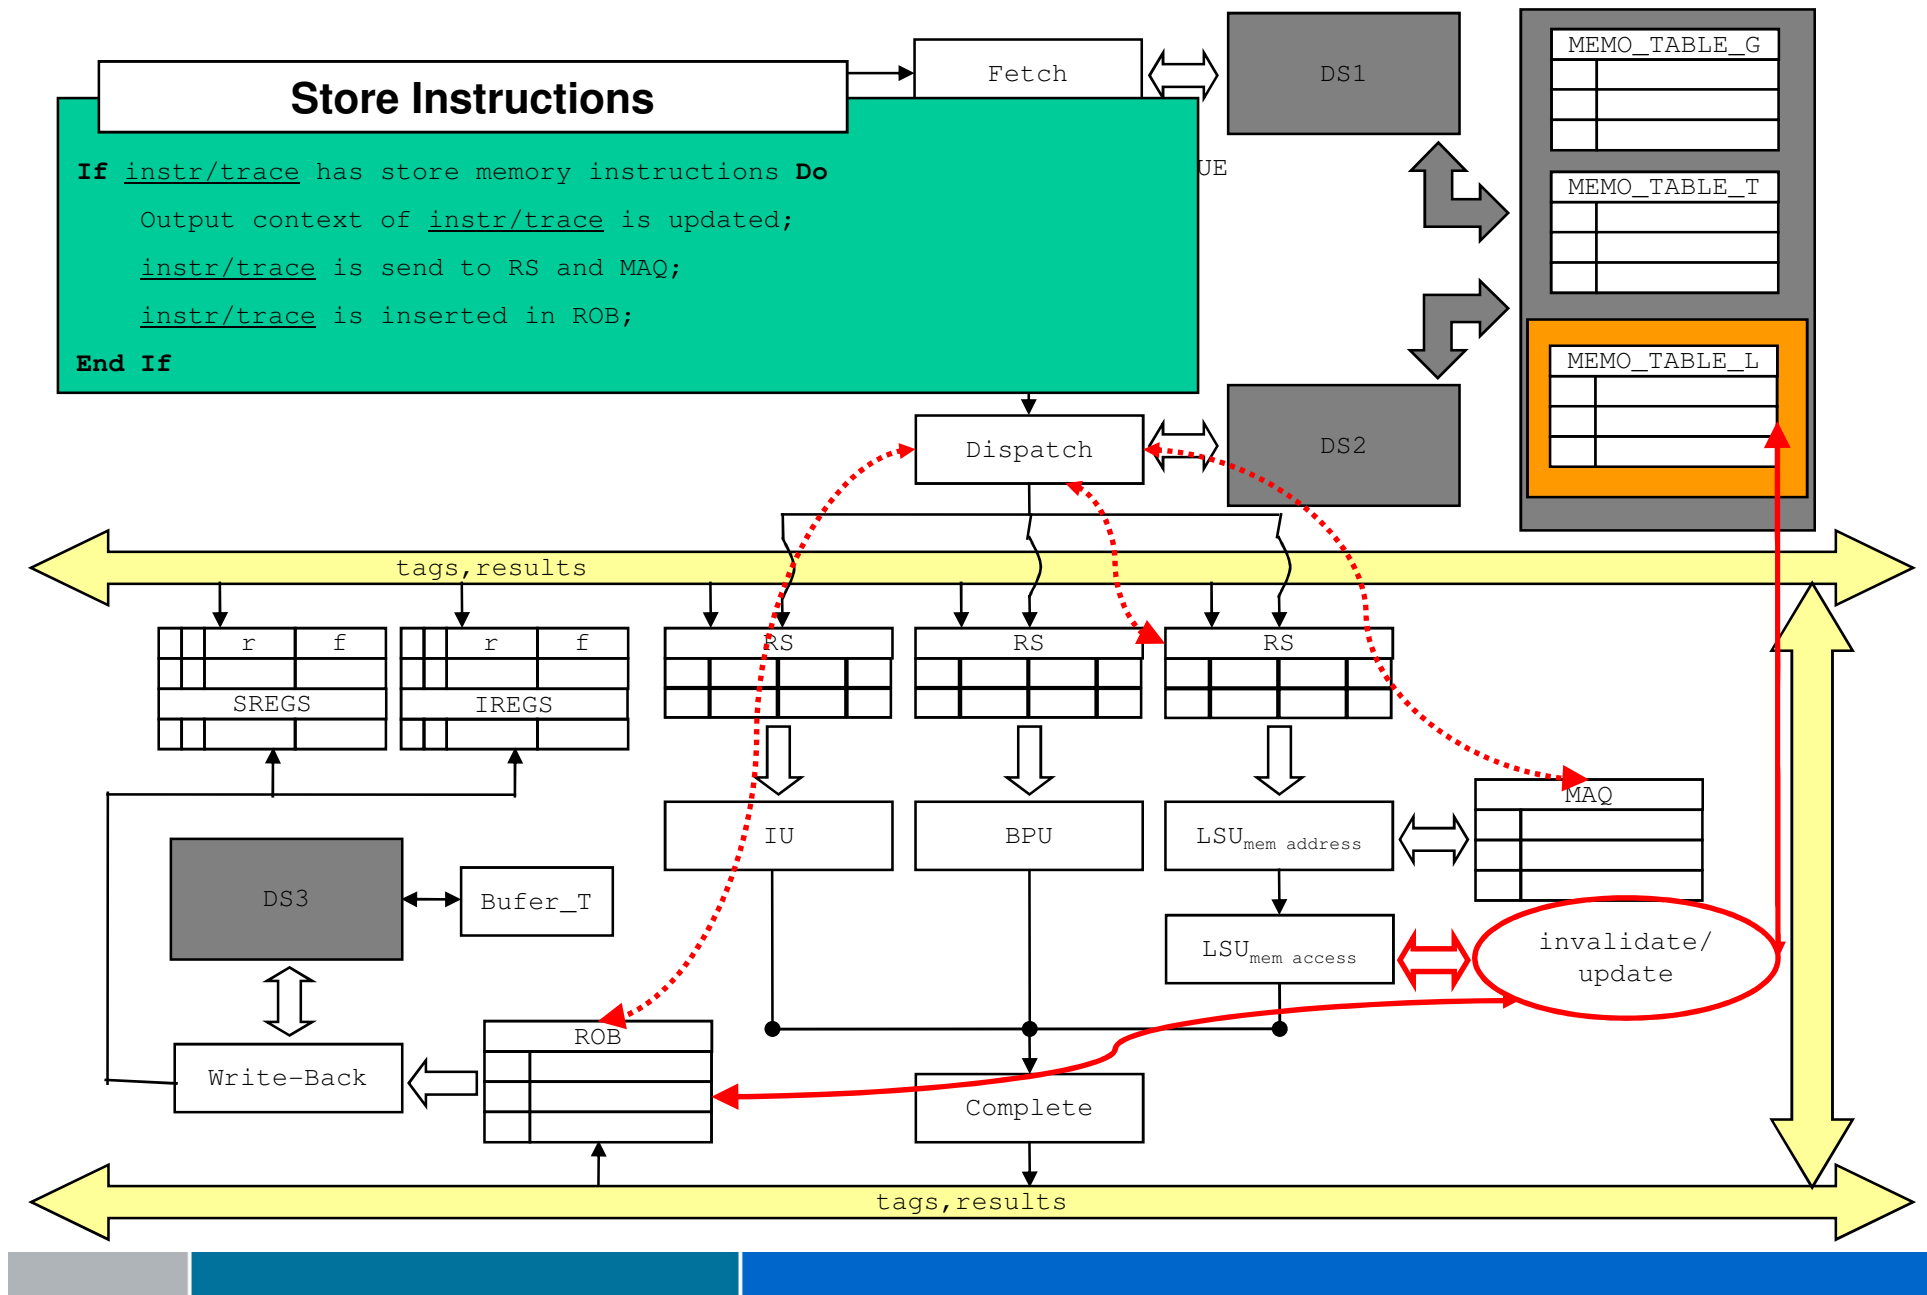 Fetch
DS1
MEMO_TABLE_G
Store Instructions
If instr/trace has store memory instructions Do
UE
MEMO_TABLE_T
Output context of instr/trace is updated;
instr/trace is send to RS and MAQ;
instr/trace is inserted in ROB;
End If
MEMO_TABLE_L
Dispatch
DS2
tags,results
r f
r f
RS
RS
RS
SREGS
IREGS
MAQ
IU
BPU
LSUmem address
DS3
Bufer_T
LSUmem access
invalidate/
update
ROB
Write-Back
Complete
tags,results